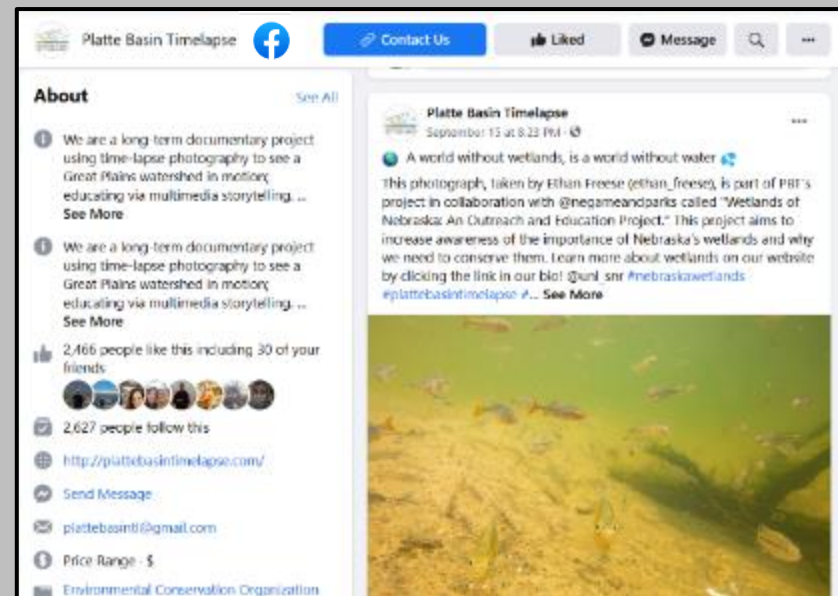 Platte Basin Timelapse
Contact Us
Liked
Message
About
See All
We are a long-term documentary project
using time-lapse photography to see a
Great Plains watershed in motion;
educating via multimedia storytelling. ...
See More
We are a long-term documentary project
using time-lapse photography to see a
Great Plains watershed in motion;
educating via multimedia storytelling. ...
See More
2,466 people like this including 30 of your
friends
2,627 people follow this
http://plattebasintimelapse.com/
Send Message
plattebasintl@gmail.com
Price Range · $
Environmental Conservation Organization
Platte Basin Timelapse
September 15 at 8:23 PM ·
A world without wetlands, is a world without water
This photograph, taken by Ethan Freese (ethan_freese), is part of PBT's
project in collaboration with @negameandparks called "Wetlands of
Nebraska: An Outreach and Education Project." This project aims to
increase awareness of the importance of Nebraska's wetlands and why
we need to conserve them. Learn more about wetlands on our website
by clicking the link in our bio! @unl_snr #nebraskawetlands
#plattebasintimelapse #... See More